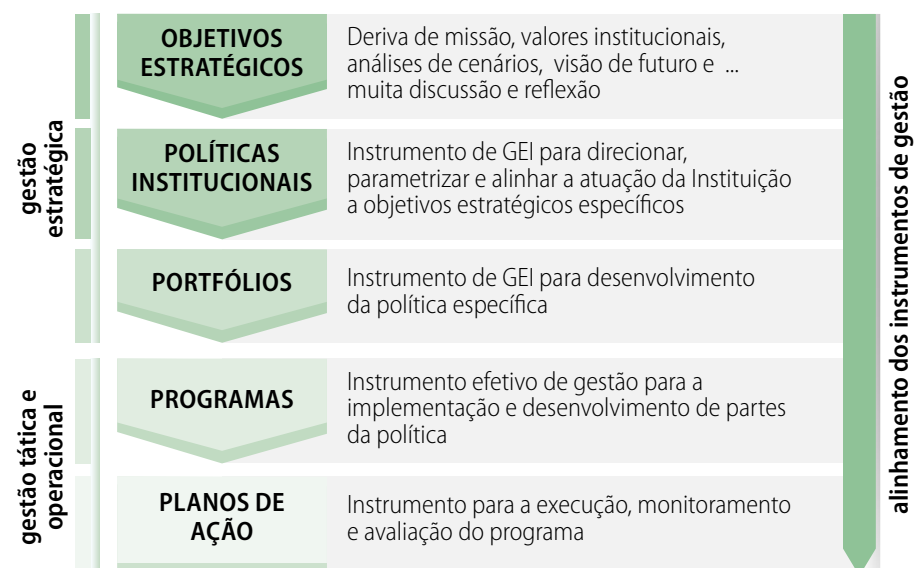 gestão
estratégica
OBJETIVOS
ESTRATÉGICOS
Deriva de missão, valores institucionais,
análises de cenários, visão de futuro e ...
muita discussão e reflexão
POLÍTICAS
INSTITUCIONAIS
Instrumento de GEI para direcionar,
parametrizar e alinhar a atuação da Instituição
a objetivos estratégicos específicos
PORTFÓLIOS
Instrumento de GEI para desenvolvimento
da política específica
gestão tática e
operacional
PROGRAMAS
Instrumento efetivo de gestão para a
implementação e desenvolvimento de partes
da política
PLANOS DE
AÇÃO
Instrumento para a execução, monitoramento
e avaliação do programa
alinhamento dos instrumentos de gestão